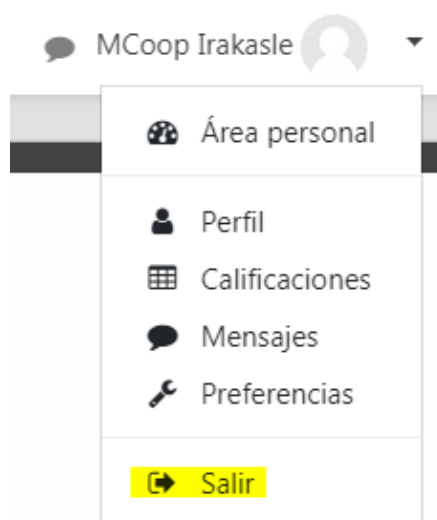 MCoop Irakasle
Área personal
Perfil
Calificaciones
Mensajes
Preferencias
Salir